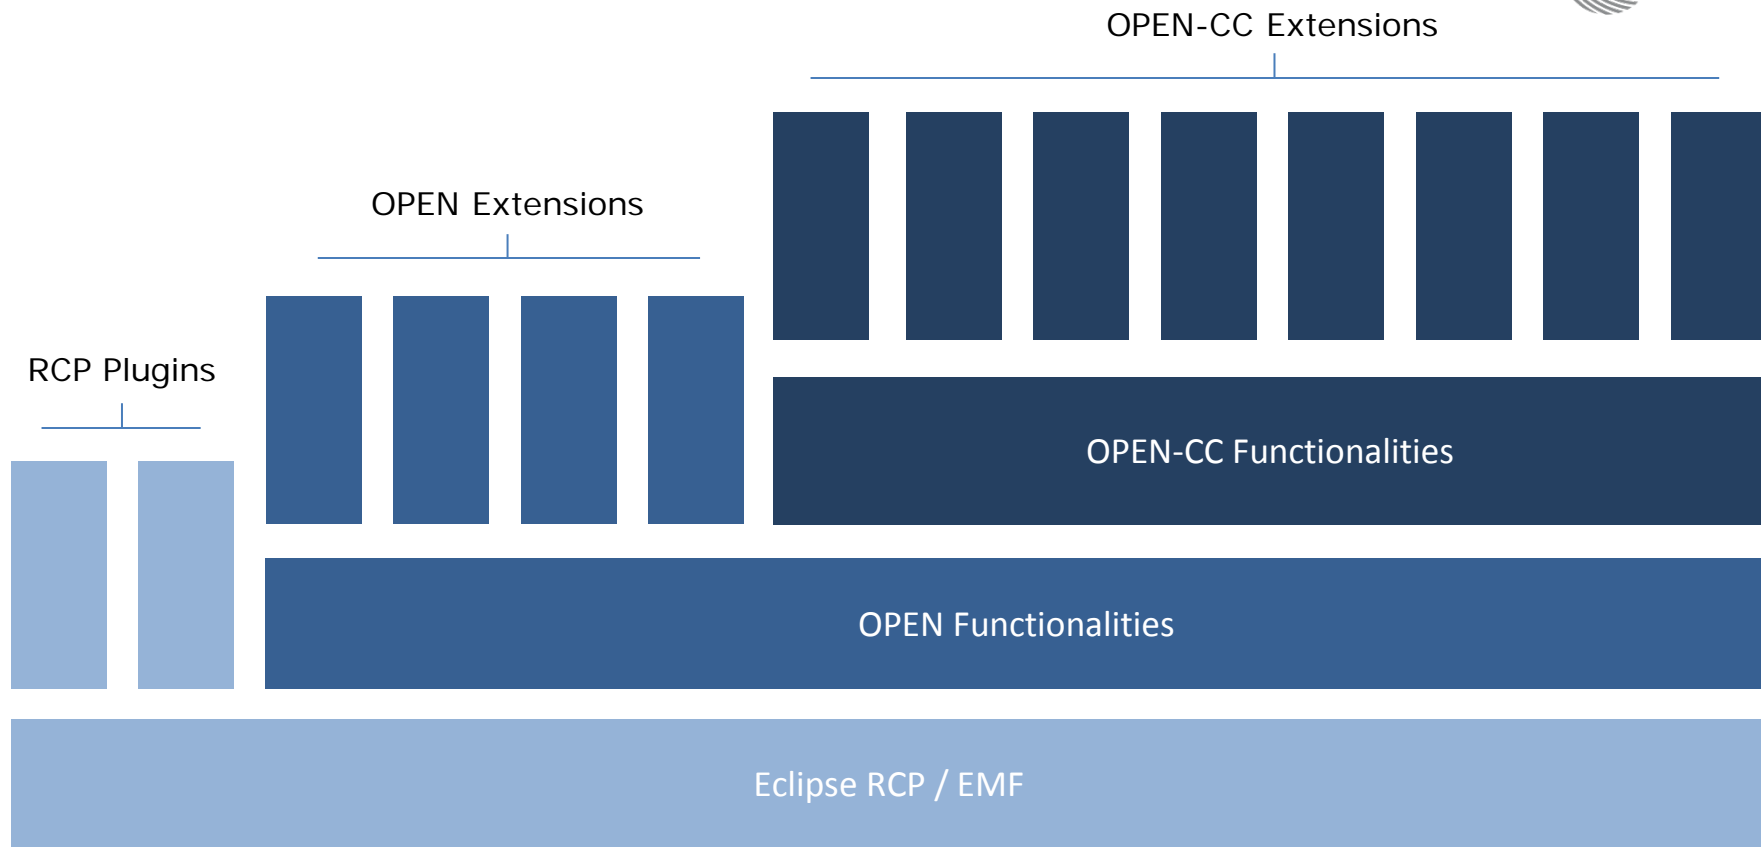 OPEN-CC Extensions
OPEN Extensions
RCP Plugins
OPEN-CC Functionalities
OPEN Functionalities
Eclipse RCP / EMF